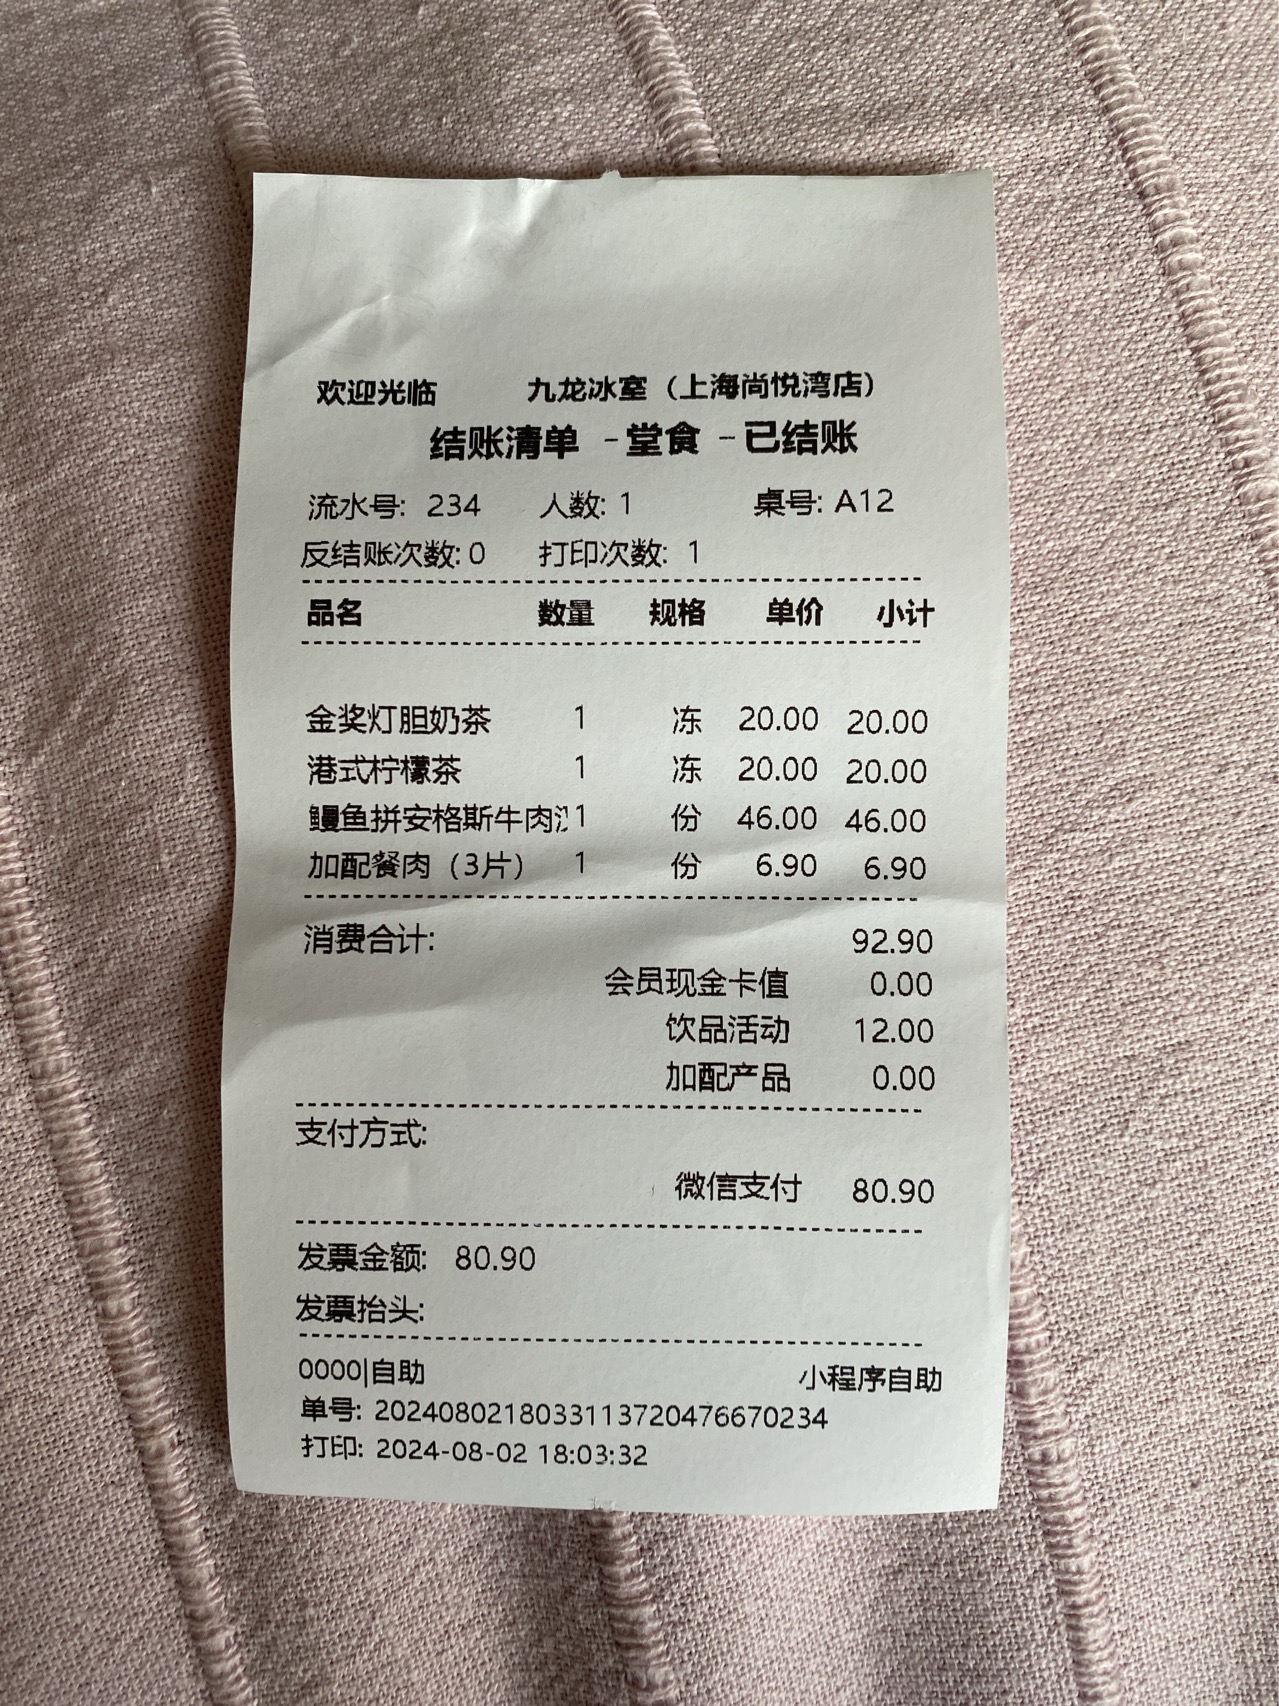 欢迎光临 九龙冰室（上海尚悦湾店）
结账清单 -堂食 -已结账
流水号: 234 人数: 1 桌号: A12
反结账次数: 0 打印次数: 1
品名 数量 规格 单价 小计
金奖灯胆奶茶 1 冻 20.00 20.00
港式柠檬茶 1 冻 20.00 20.00
鳗鱼拼安格斯牛肉 1 份 46.00 46.00
加配餐肉（3片） 1 份 6.90 6.90
消费合计: 92.90
会员现金卡值 0.00
饮品活动 12.00
加配产品 0.00
支付方式:
微信支付 80.90
发票金额: 80.90
发票抬头:
0000|自助 小程序自助
单号: 2024080218033113720476670234
打印: 2024-08-02 18:03:32